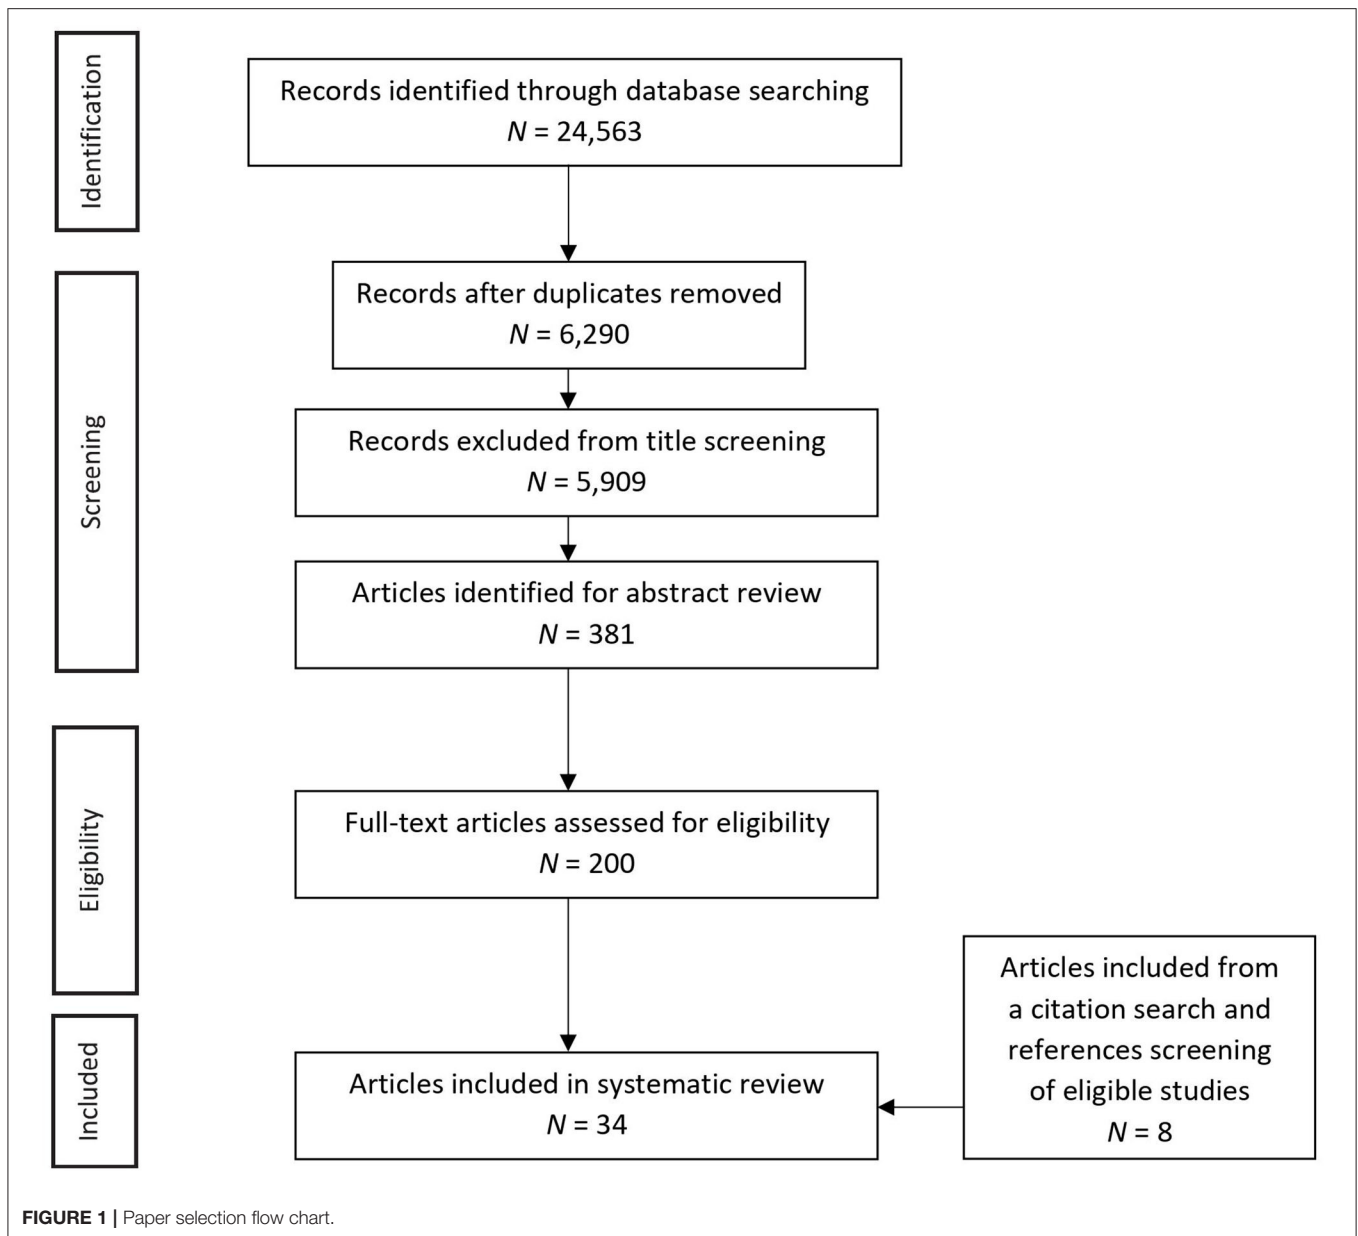 Identification
Records identified through database searching
N = 24,563
Screening
Records after duplicates removed
N = 6,290
Records excluded from title screening
N = 5,909
Articles identified for abstract review
N = 381
Eligibility
Full-text articles assessed for eligibility
N = 200
Included
Articles included in systematic review
N = 34
Articles included from
a citation search and
references screening
of eligible studies
N = 8
FIGURE 1 | Paper selection flow chart.